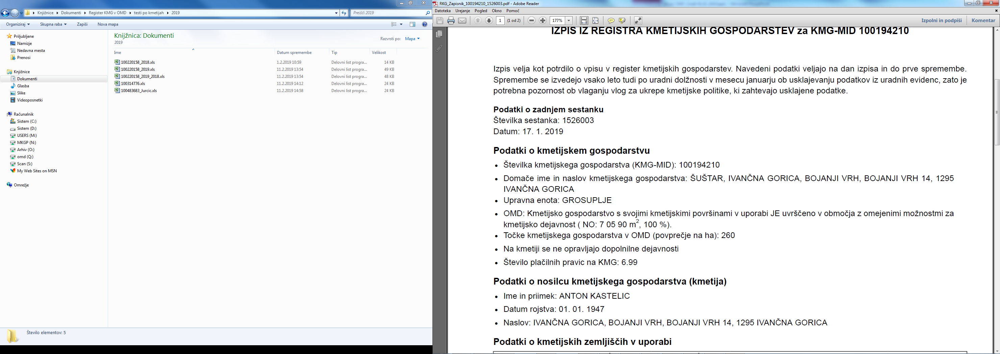 Knjižnice ▸ Dokumenti ▸ Register KMG v OMD ▸ testi po kmetijah ▸ 2019
Preišči 2019
Organiziraj Skupna raba Zapiši Nova mapa
Priljubljene
Namizje
Nedavna mesta
Prenosi
Knjižnice
Dokumenti
Glasba
Slike
Videoposnetki
Računalnik
Sistem (C:)
Sistem (D:)
USERS (M:)
MKGP (N:)
Arhiv (O:)
omd (Q:)
Scan (S:)
My Web Sites on MSN
Omrežje
Knjižnica: Dokumenti
2019
Razvrsti po: Mapa
Ime Datum spremembe Tip Velikost
100220158_2018.xls 1.2.2019 10:59 Delovni list progra... 14 KB
100220158_2019.xls 11.2.2019 13:54 Delovni list progra... 49 KB
100220158_2019_2018.xls 11.2.2019 13:54 Delovni list progra... 48 KB
100314776.xls 11.2.2019 14:12 Delovni list progra... 24 KB
100483683_Jurcic.xls 11.2.2019 14:58 Delovni list progra... 24 KB
Število elementov: 5
RKG_Zapisnik_100194210_1526003.pdf - Adobe Reader
Datoteka Urejanje Pogled Okno Pomoč
1 (1 od 2) 177% Izpolni in podpiši Komentar
IZPIS IZ REGISTRA KMETIJSKIH GOSPODARSTEV za KMG-MID 100194210
Izpis velja kot potrdilo o vpisu v register kmetijskih gospodarstev. Navedeni podatki veljajo na dan izpisa in do prve spremembe.
Spremembe se izvedejo vsako leto tudi po uradni dolžnosti v mesecu januarju ob usklajevanju podatkov iz uradnih evidenc, zato je
potrebna pozornost ob vlaganju vlog za ukrepe kmetijske politike, ki zahtevajo usklajene podatke.
Podatki o zadnjem sestanku
Številka sestanka: 1526003
Datum: 17. 1. 2019
Podatki o kmetijskem gospodarstvu
• Številka kmetijskega gospodarstva (KMG-MID): 100194210
• Domače ime in naslov kmetijskega gospodarstva: ŠUŠTAR, IVANČNA GORICA, BOJANJI VRH, BOJANJI VRH 14, 1295
IVANČNA GORICA
• Upravna enota: GROSUPLJE
• OMD: Kmetijsko gospodarstvo s svojimi kmetijskimi površinami v uporabi JE uvrščeno v območja z omejenimi možnostmi za
kmetijsko dejavnost ( NO: 7 05 90 m², 100 %).
• Točke kmetijskega gospodarstva v OMD (povprečje na ha): 260
• Na kmetiji se ne opravljajo dopolnilne dejavnosti
• Število plačilnih pravic na KMG: 6.99
Podatki o nosilcu kmetijskega gospodarstva (kmetija)
• Ime in priimek: ANTON KASTELIC
• Datum rojstva: 01. 01. 1947
• Naslov: IVANČNA GORICA, BOJANJI VRH, BOJANJI VRH 14, 1295 IVANČNA GORICA
Podatki o kmetijskih zemljiščih v uporabi